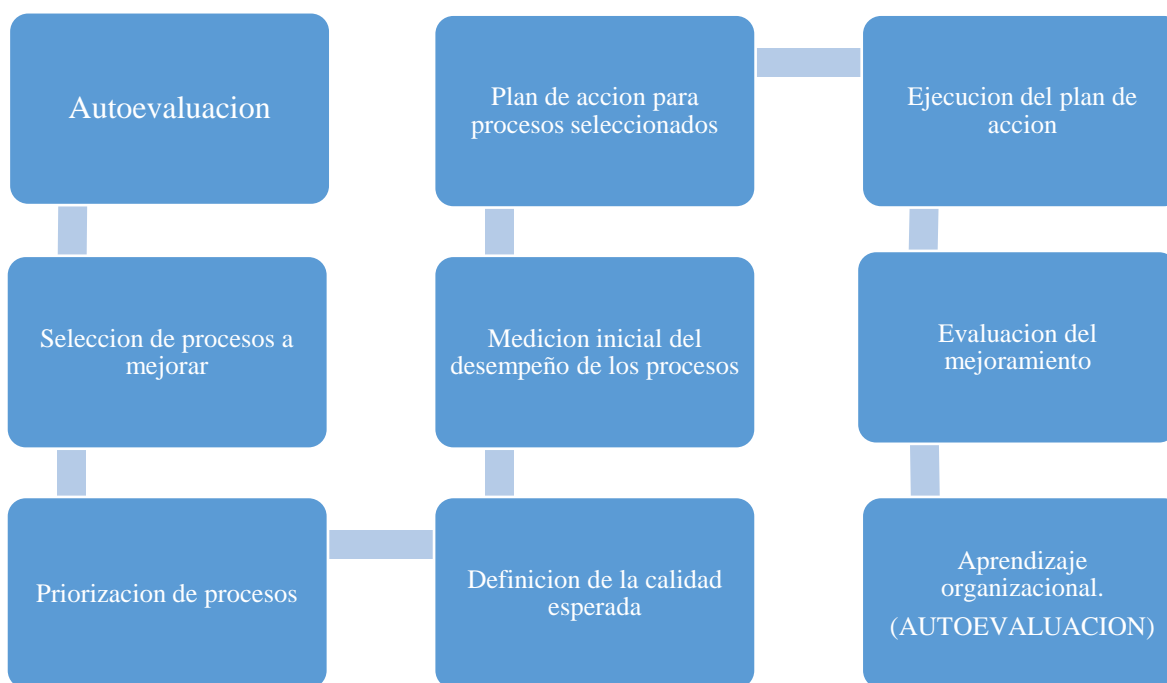 Autoevaluacion
Seleccion de procesos a
mejorar
Priorizacion de procesos
Definicion de la calidad
esperada
Medicion inicial del
desempeño de los procesos
Plan de accion para
procesos seleccionados
Ejecucion del plan de
accion
Evaluacion del
mejoramiento
Aprendizaje
organizacional.
(AUTOEVALUACION)